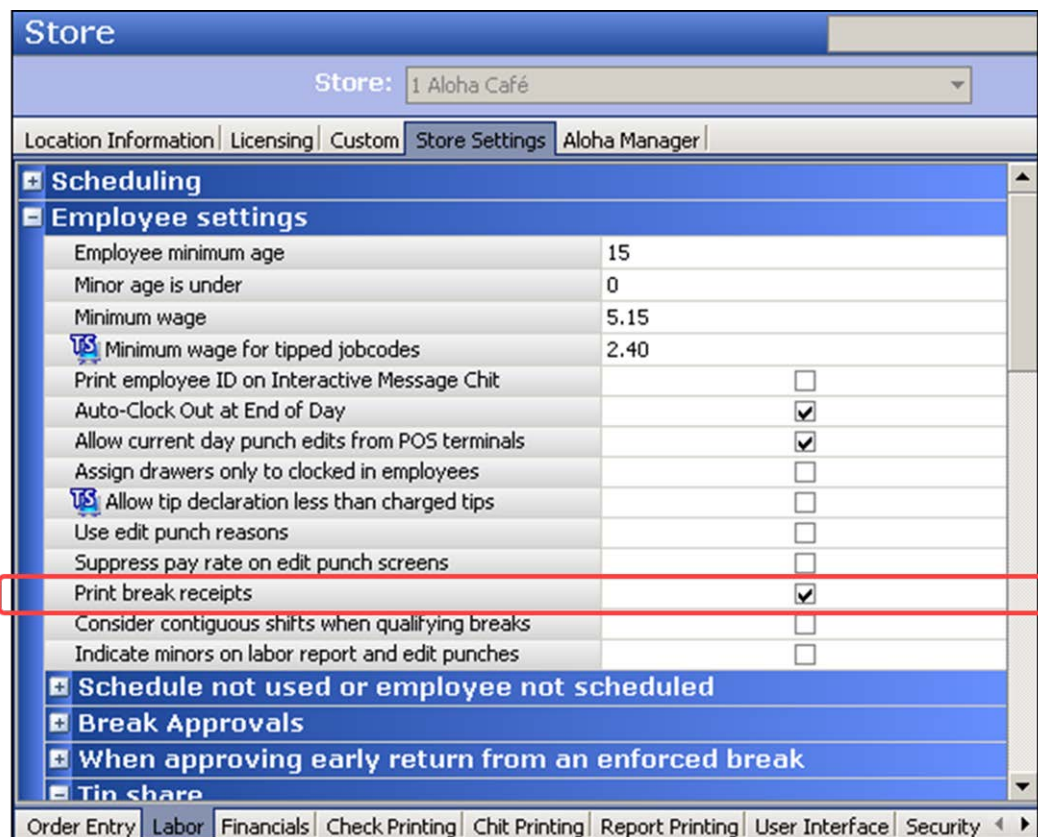 Store
Store: 1 Aloha Café
Location Information Licensing Custom Store Settings Aloha Manager
Scheduling
Employee settings
Employee minimum age 15
Minor age is under 0
Minimum wage 5.15
TS Minimum wage for tipped jobcodes 2.40
Print employee ID on Interactive Message Chit
Auto-Clock Out at End of Day
Allow current day punch edits from POS terminals
Assign drawers only to clocked in employees
TS Allow tip declaration less than charged tips
Use edit punch reasons
Suppress pay rate on edit punch screens
Print break receipts
Consider contiguous shifts when qualifying breaks
Indicate minors on labor report and edit punches
Schedule not used or employee not scheduled
Break Approvals
When approving early return from an enforced break
Tip share
Order Entry Labor Financials Check Printing Chit Printing Report Printing User Interface Security